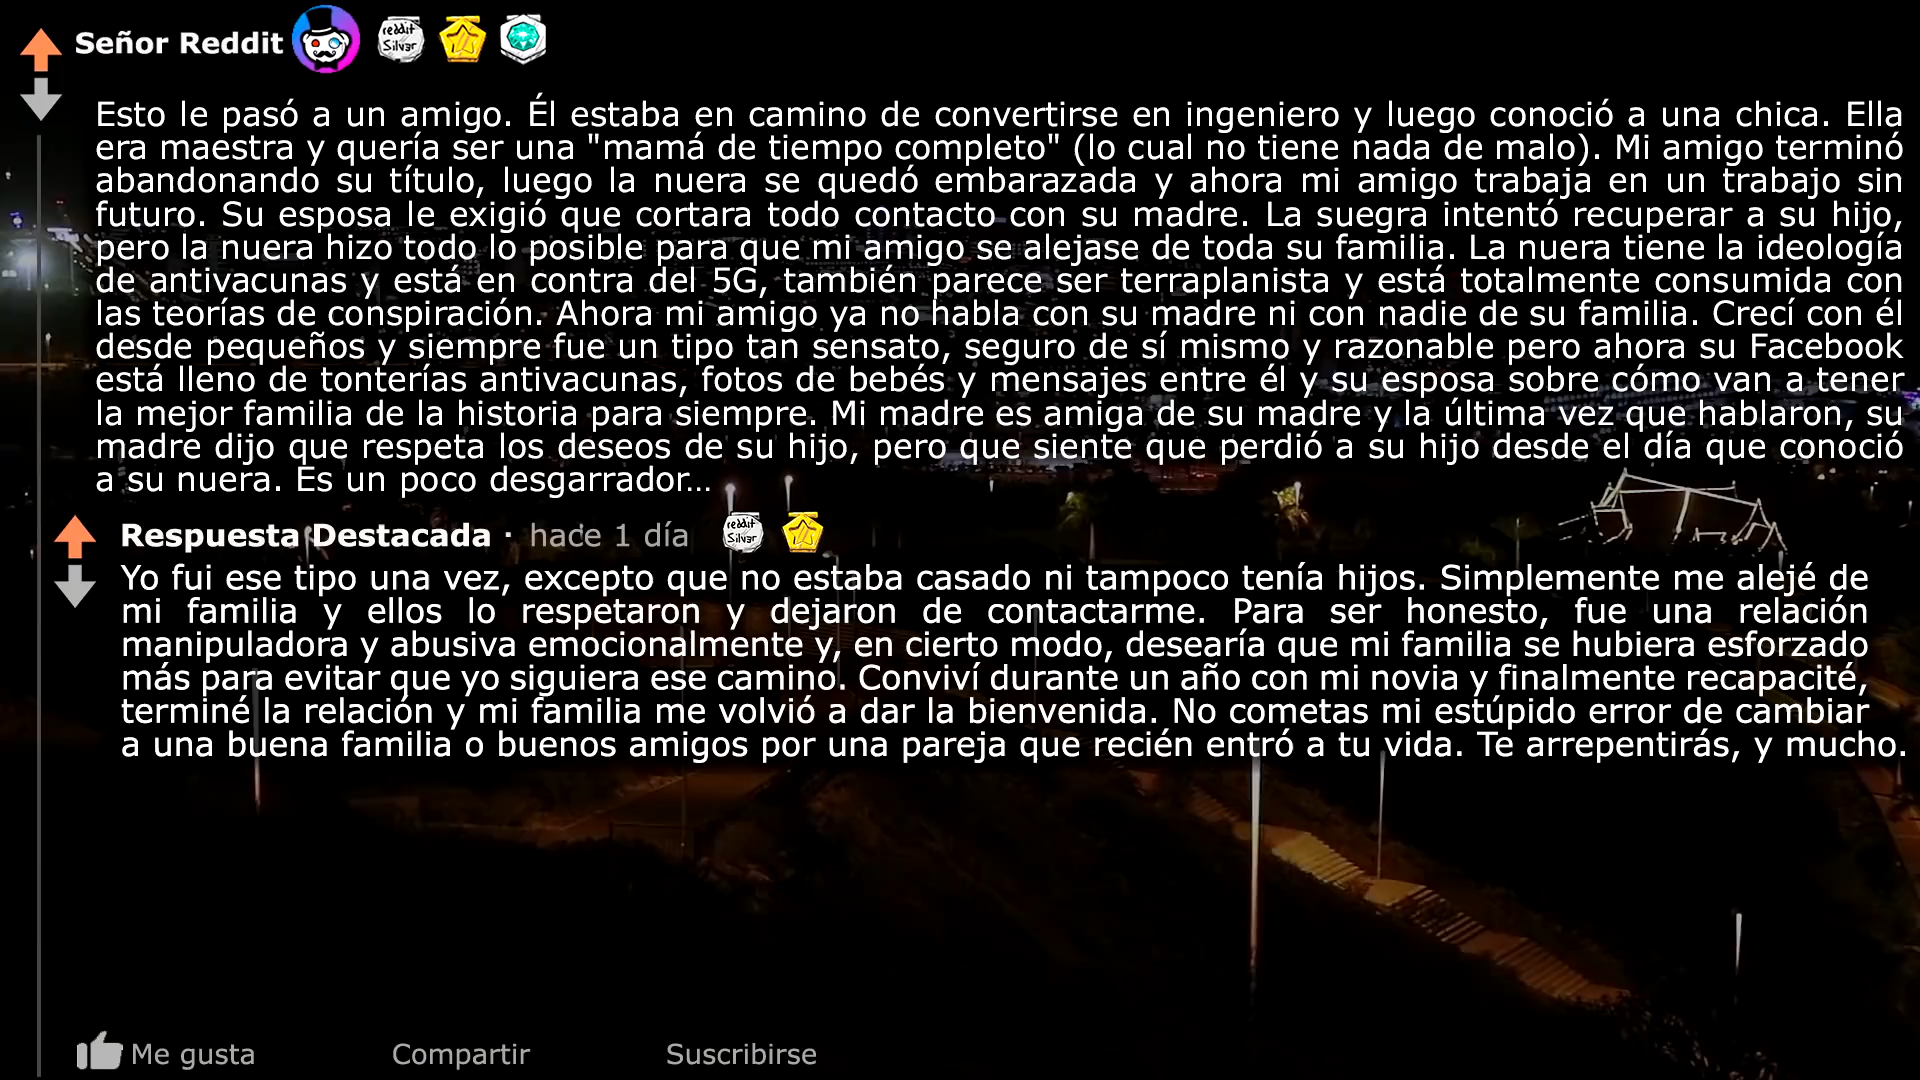 Señor Reddit
reddit
Silver
Esto le pasó a un amigo. Él estaba en camino de convertirse en ingeniero y luego conoció a una chica. Ella
era maestra y quería ser una "mamá de tiempo completo" (lo cual no tiene nada de malo). Mi amigo terminó
abandonando su título, luego la nuera se quedó embarazada y ahora mi amigo trabaja en un trabajo sin
futuro. Su esposa le exigió que cortara todo contacto con su madre. La suegra intentó recuperar a su hijo,
pero la nuera hizo todo lo posible para que mi amigo se alejase de toda su familia. La nuera tiene la ideología
de antivacunas y está en contra del 5G, también parece ser terraplanista y está totalmente consumida con
las teorías de conspiración. Ahora mi amigo ya no habla con su madre ni con nadie de su familia. Crecí con él
desde pequeños y siempre fue un tipo tan sensato, seguro de sí mismo y razonable pero ahora su Facebook
está lleno de tonterías antivacunas, fotos de bebés y mensajes entre él y su esposa sobre cómo van a tener
la mejor familia de la historia para siempre. Mi madre es amiga de su madre y la última vez que hablaron, su
madre dijo que respeta los deseos de su hijo, pero que siente que perdió a su hijo desde el día que conoció
a su nuera. Es un poco desgarrador...
Respuesta Destacada · hace 1 día
reddit
Silver
Yo fui ese tipo una vez, excepto que no estaba casado ni tampoco tenía hijos. Simplemente me alejé de
mi familia y ellos lo respetaron y dejaron de contactarme. Para ser honesto, fue una relación
manipuladora y abusiva emocionalmente y, en cierto modo, desearía que mi familia se hubiera esforzado
más para evitar que yo siguiera ese camino. Conviví durante un año con mi novia y finalmente recapacité,
terminé la relación y mi familia me volvió a dar la bienvenida. No cometas mi estúpido error de cambiar
a una buena familia o buenos amigos por una pareja que recién entró a tu vida. Te arrepentirás, y mucho.
Me gusta Compartir Suscribirse